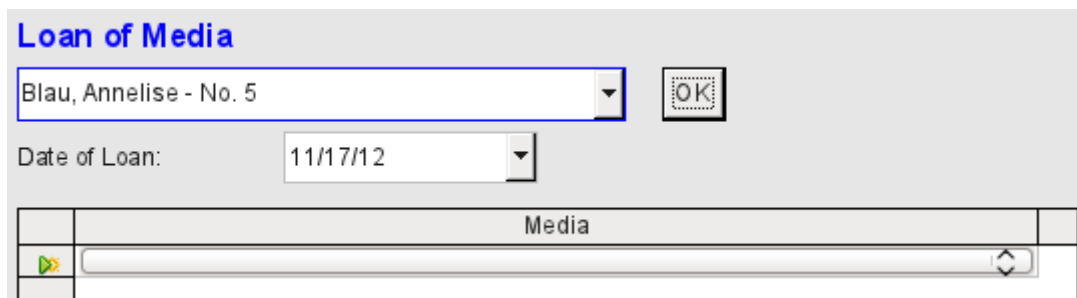 Loan of Media
Blau, Annelise - No. 5 OK
Date of Loan: 11/17/12
Media